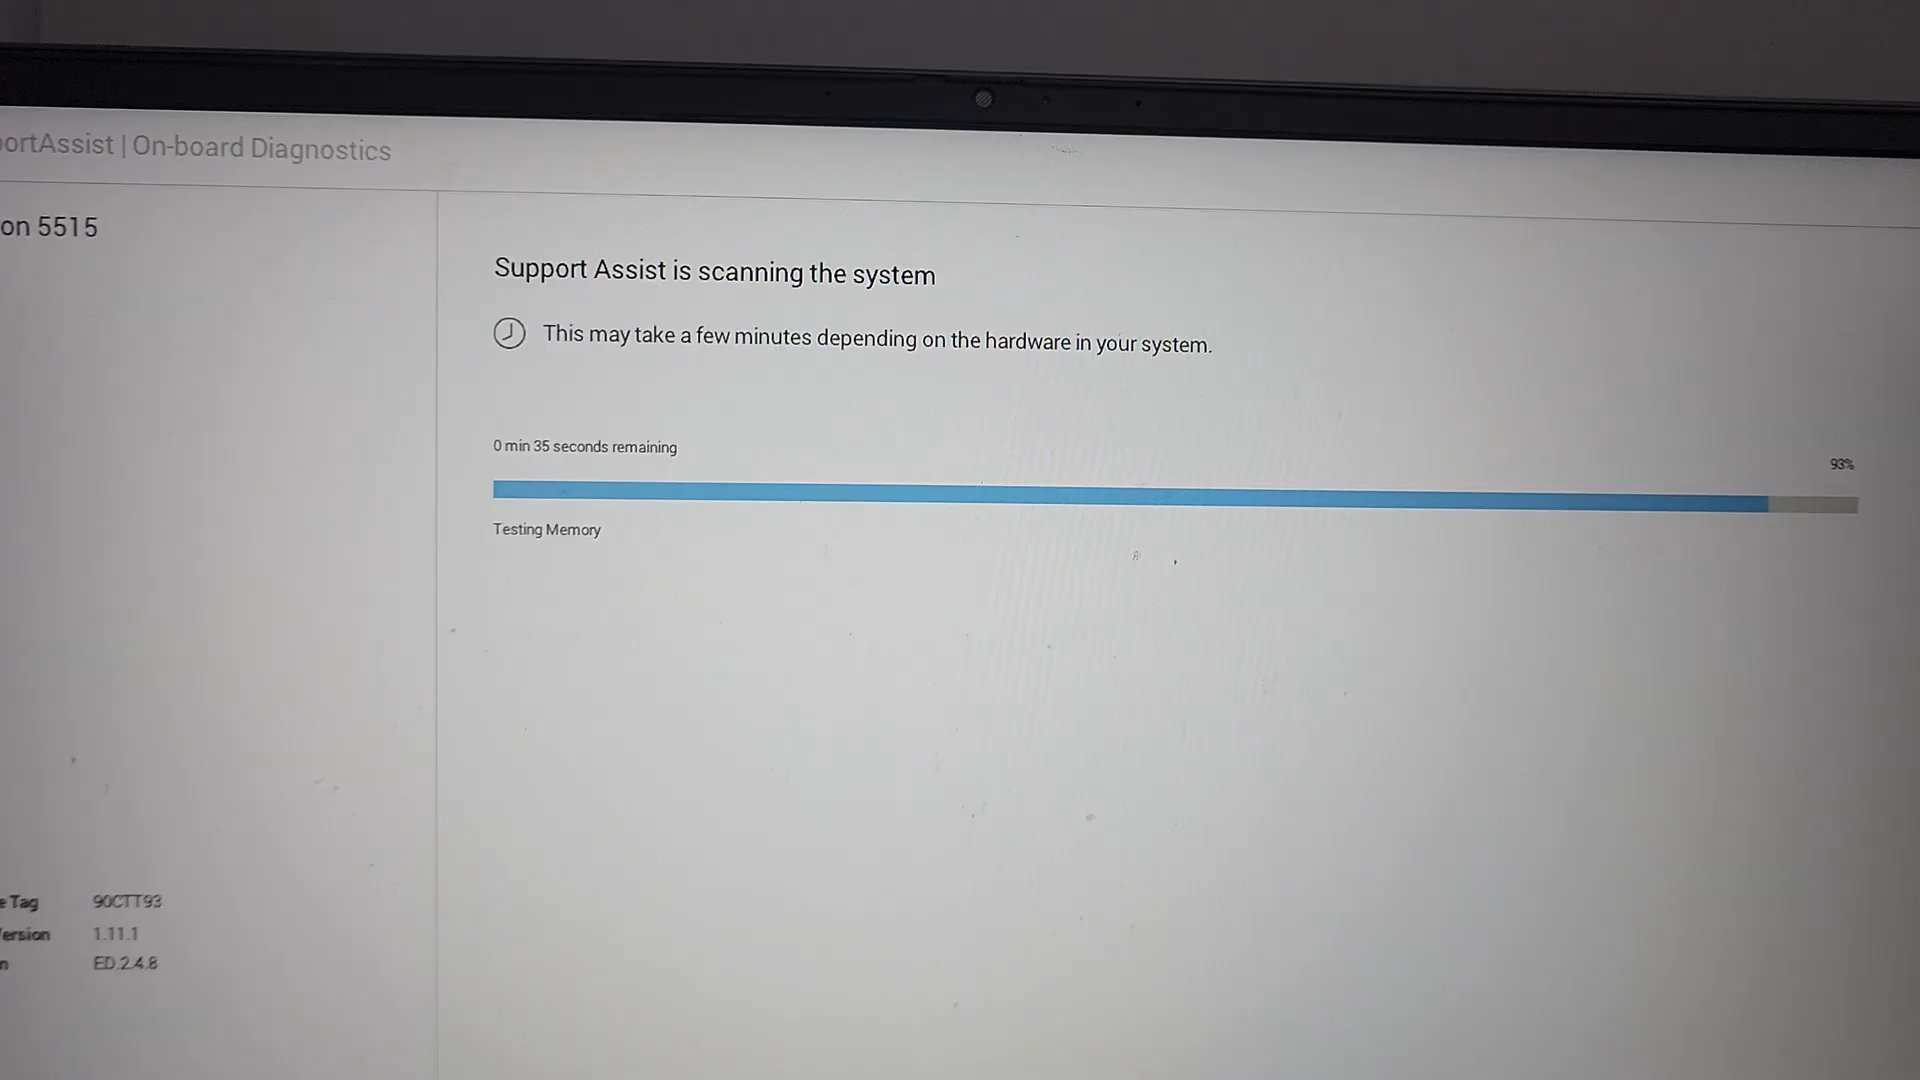 portAssist | On-board Diagnostics
on 5515
Support Assist is scanning the system
This may take a few minutes depending on the hardware in your system.
0 min 35 seconds remaining
93%
Testing Memory
e Tag 90CTT93
Version 1.11.1
n ED.2.4.8